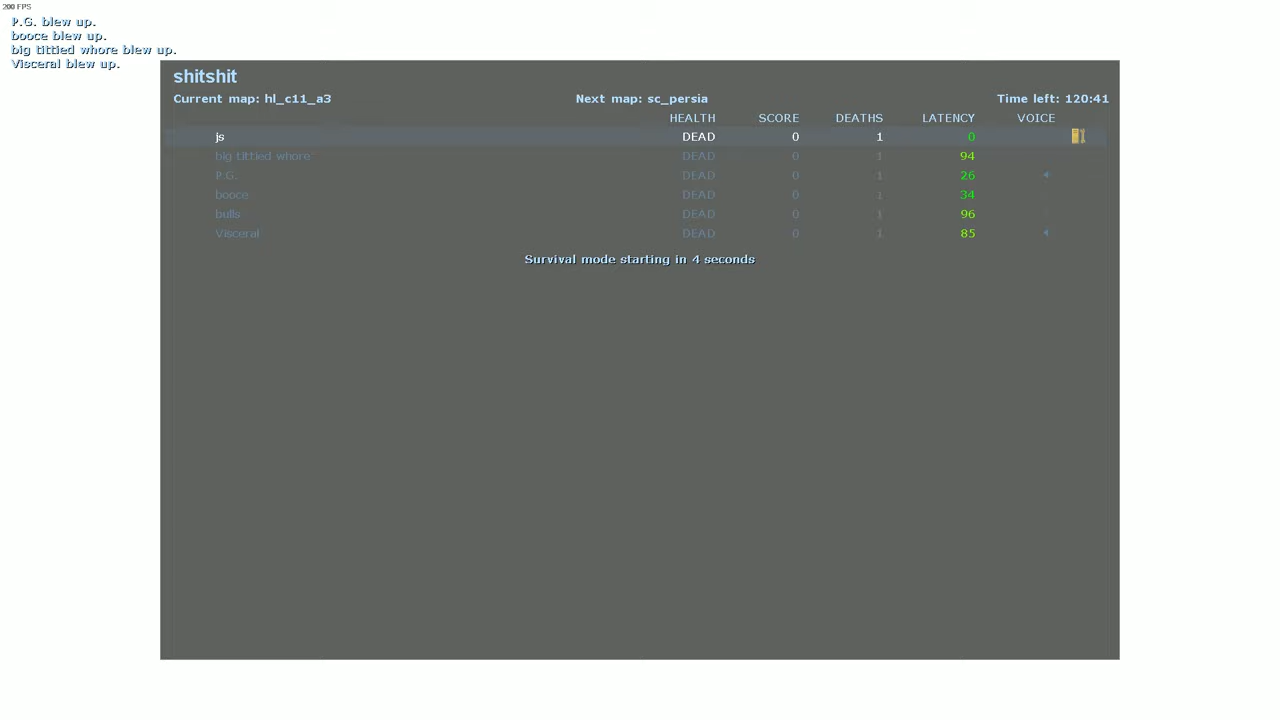 200 FPS
P.G. blew up.
booce blew up.
big tittied whore blew up.
Visceral blew up.
shitshit
Current map: hl_c11_a3 Next map: sc_persia Time left: 120:41
HEALTH SCORE DEATHS LATENCY VOICE
js DEAD 0 1 0
big tittied whore DEAD 0 1 94
P.G. DEAD 0 1 26
booce DEAD 0 1 34
bulls DEAD 0 1 96
Visceral DEAD 0 1 85
Survival mode starting in 4 seconds